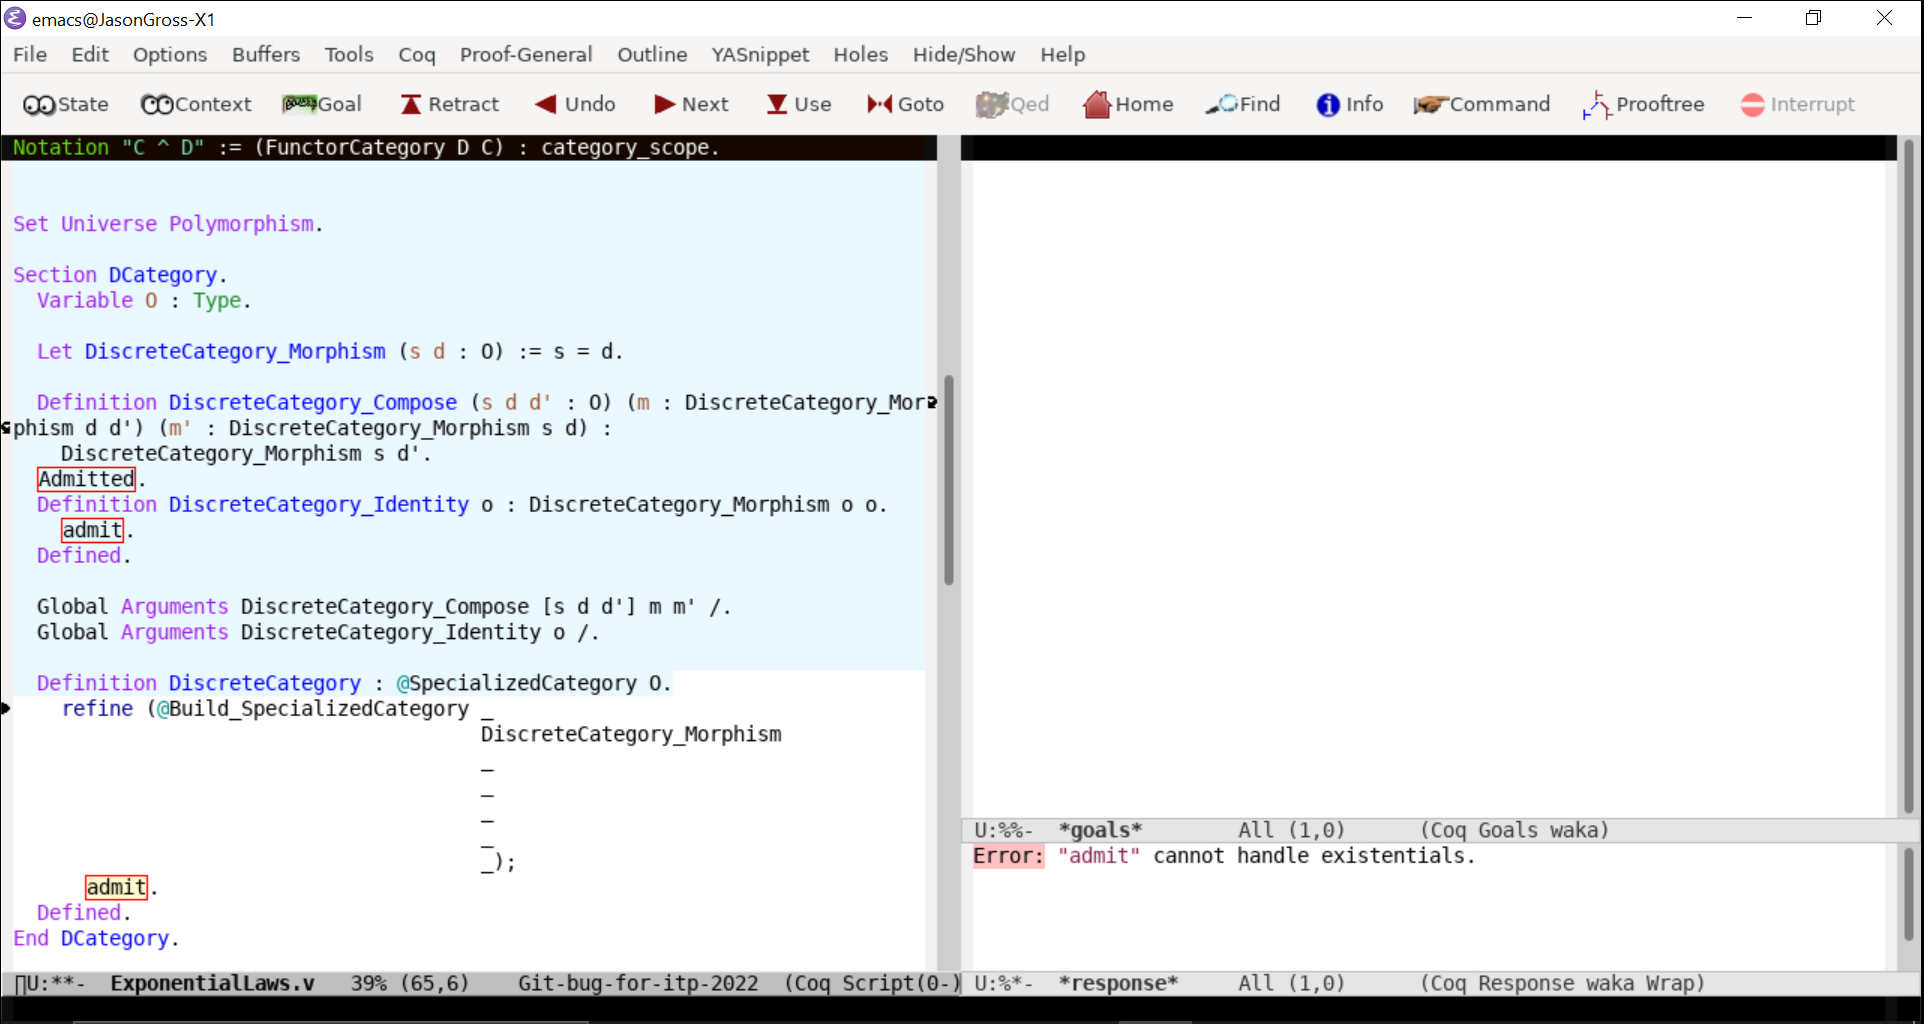 emacs@JasonGross-X1
File Edit Options Buffers Tools Coq Proof-General Outline YASnippet Holes Hide/Show Help
State Context Goal Retract Undo Next Use Goto Qed Home Find Info Command Prooftree Interrupt
Notation "C ^ D" := (FunctorCategory D C) : category_scope.
Set Universe Polymorphism.
Section DCategory.
Variable O : Type.
Let DiscreteCategory_Morphism (s d : O) := s = d.
Definition DiscreteCategory_Compose (s d d' : O) (m : DiscreteCategory_Mor
phism d d') (m' : DiscreteCategory_Morphism s d) :
DiscreteCategory_Morphism s d'.
Admitted.
Definition DiscreteCategory_Identity o : DiscreteCategory_Morphism o o.
admit.
Defined.
Global Arguments DiscreteCategory_Compose [s d d'] m m' /.
Global Arguments DiscreteCategory_Identity o /.
Definition DiscreteCategory : @SpecializedCategory O.
refine (@Build_SpecializedCategory _
DiscreteCategory_Morphism
_
_
_
_
_);
admit.
Defined.
End DCategory.
U:**- ExponentialLaws.v 39% (65,6) Git-bug-for-itp-2022 (Coq Script(0-)
U:%%- *goals* All (1,0) (Coq Goals waka)
Error: "admit" cannot handle existentials.
U:%*- *response* All (1,0) (Coq Response waka Wrap)